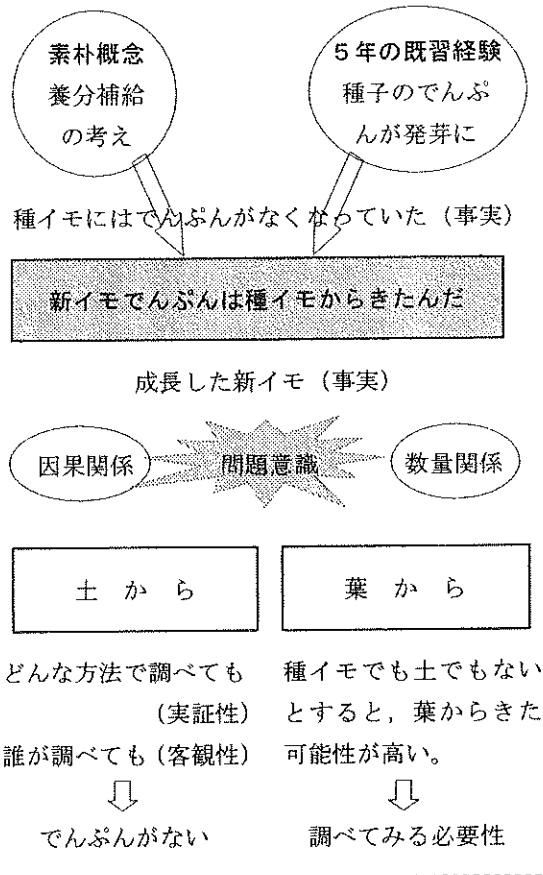 素朴概念
養分補給
の考え
5年の既習経験
種子のでんぷ
んが発芽に
種イモにはでんぷんがなくなっていた（事実）
新イモでんぷんは種イモからきたんだ
成長した新イモ（事実）
因果関係
問題意識
数量関係
土から
葉から
どんな方法で調べても
（実証性）
誰が調べても（客観性）
でんぷんがない
種イモでも土でもない
とすると，葉からきた
可能性が高い。
調べてみる必要性